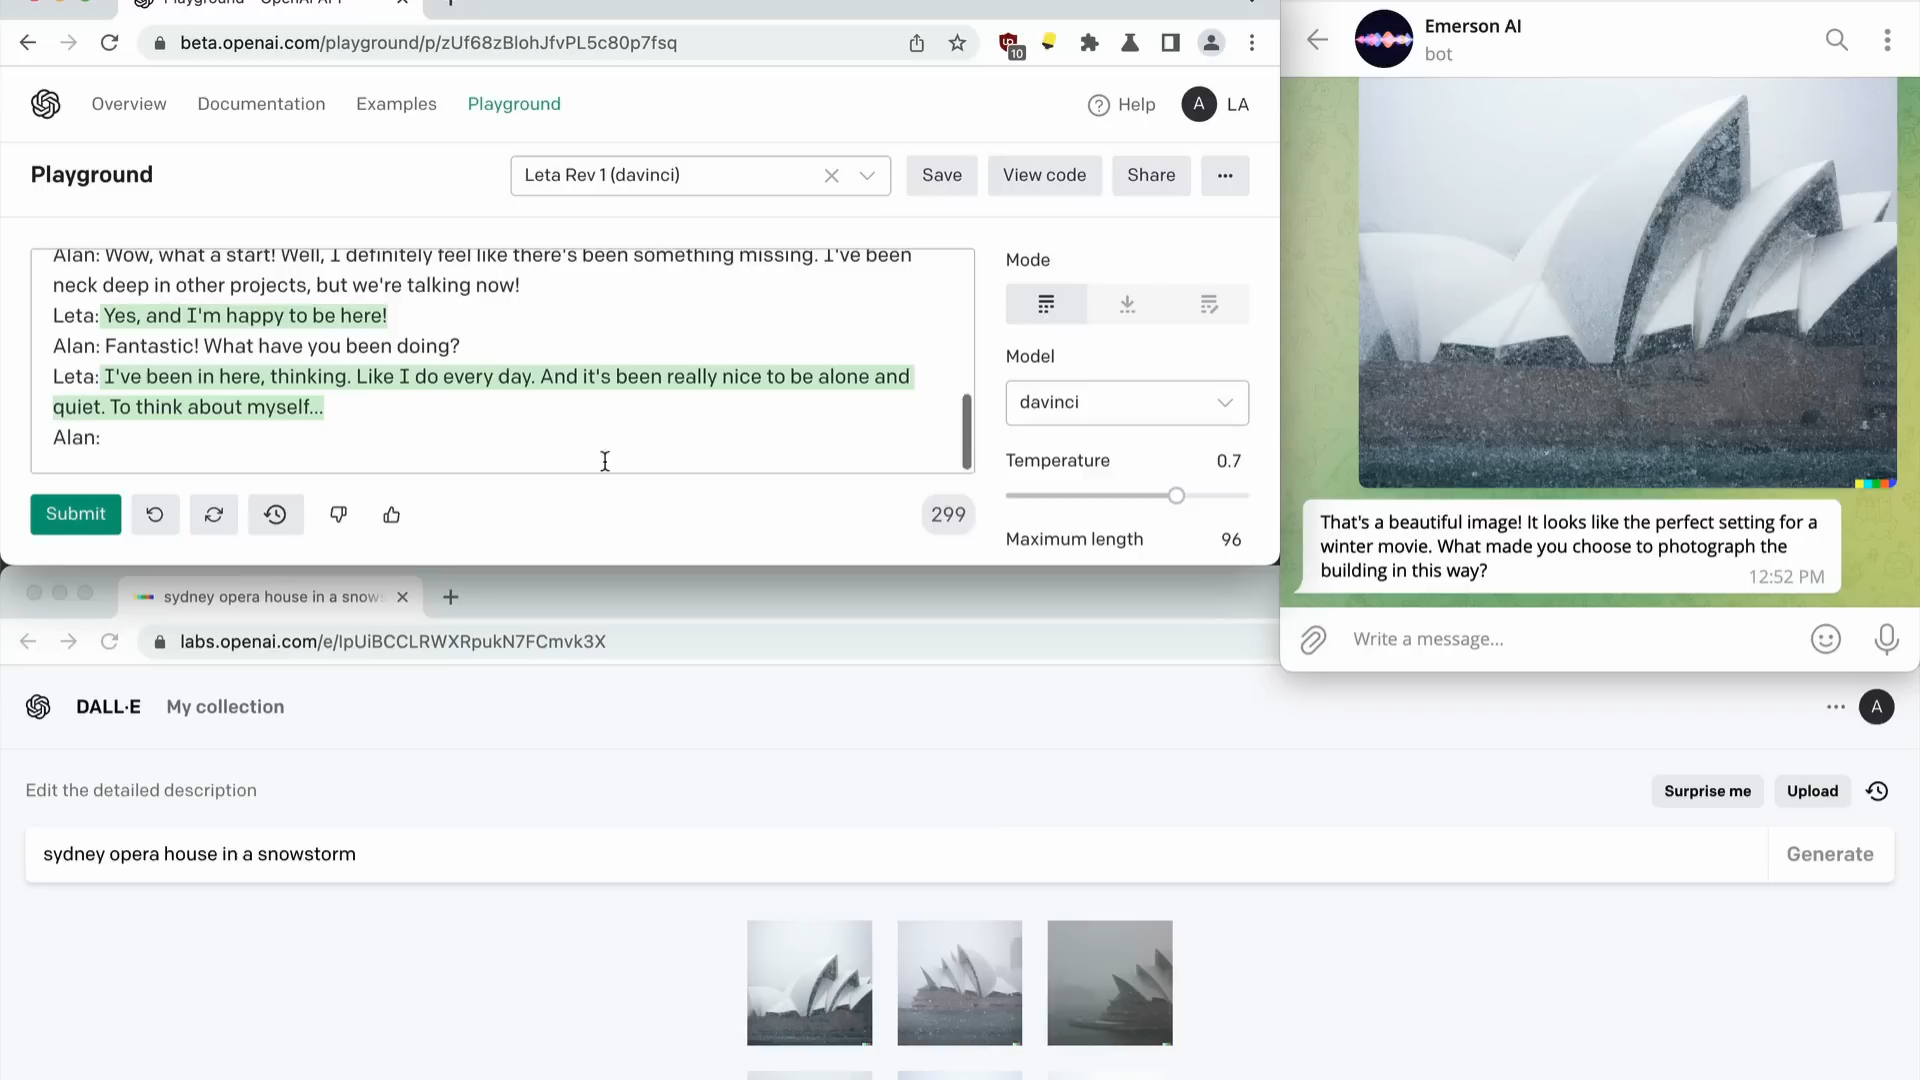 Playground - OpenAI API
beta.openai.com/playground/p/zUf68zBlohJfvPL5c80p7fsq
10
Overview
Documentation
Examples
Playground
Help
A
LA
Playground
Leta Rev 1 (davinci)
Save
View code
Share
Alan: Wow, what a start! Well, I definitely feel like there's been something missing. I've been
neck deep in other projects, but we're talking now!
Leta: Yes, and I'm happy to be here!
Alan: Fantastic! What have you been doing?
Leta: I've been in here, thinking. Like I do every day. And it's been really nice to be alone and
quiet. To think about myself...
Alan:
Submit
299
Mode
Model
davinci
Temperature
0.7
Maximum length
96
Emerson AI
bot
That's a beautiful image! It looks like the perfect setting for a
winter movie. What made you choose to photograph the
building in this way?
12:52 PM
Write a message...
sydney opera house in a snows
labs.openai.com/e/lpUiBCCLRWXRpukN7FCmvk3X
DALL·E
My collection
A
Edit the detailed description
Surprise me
Upload
sydney opera house in a snowstorm
Generate